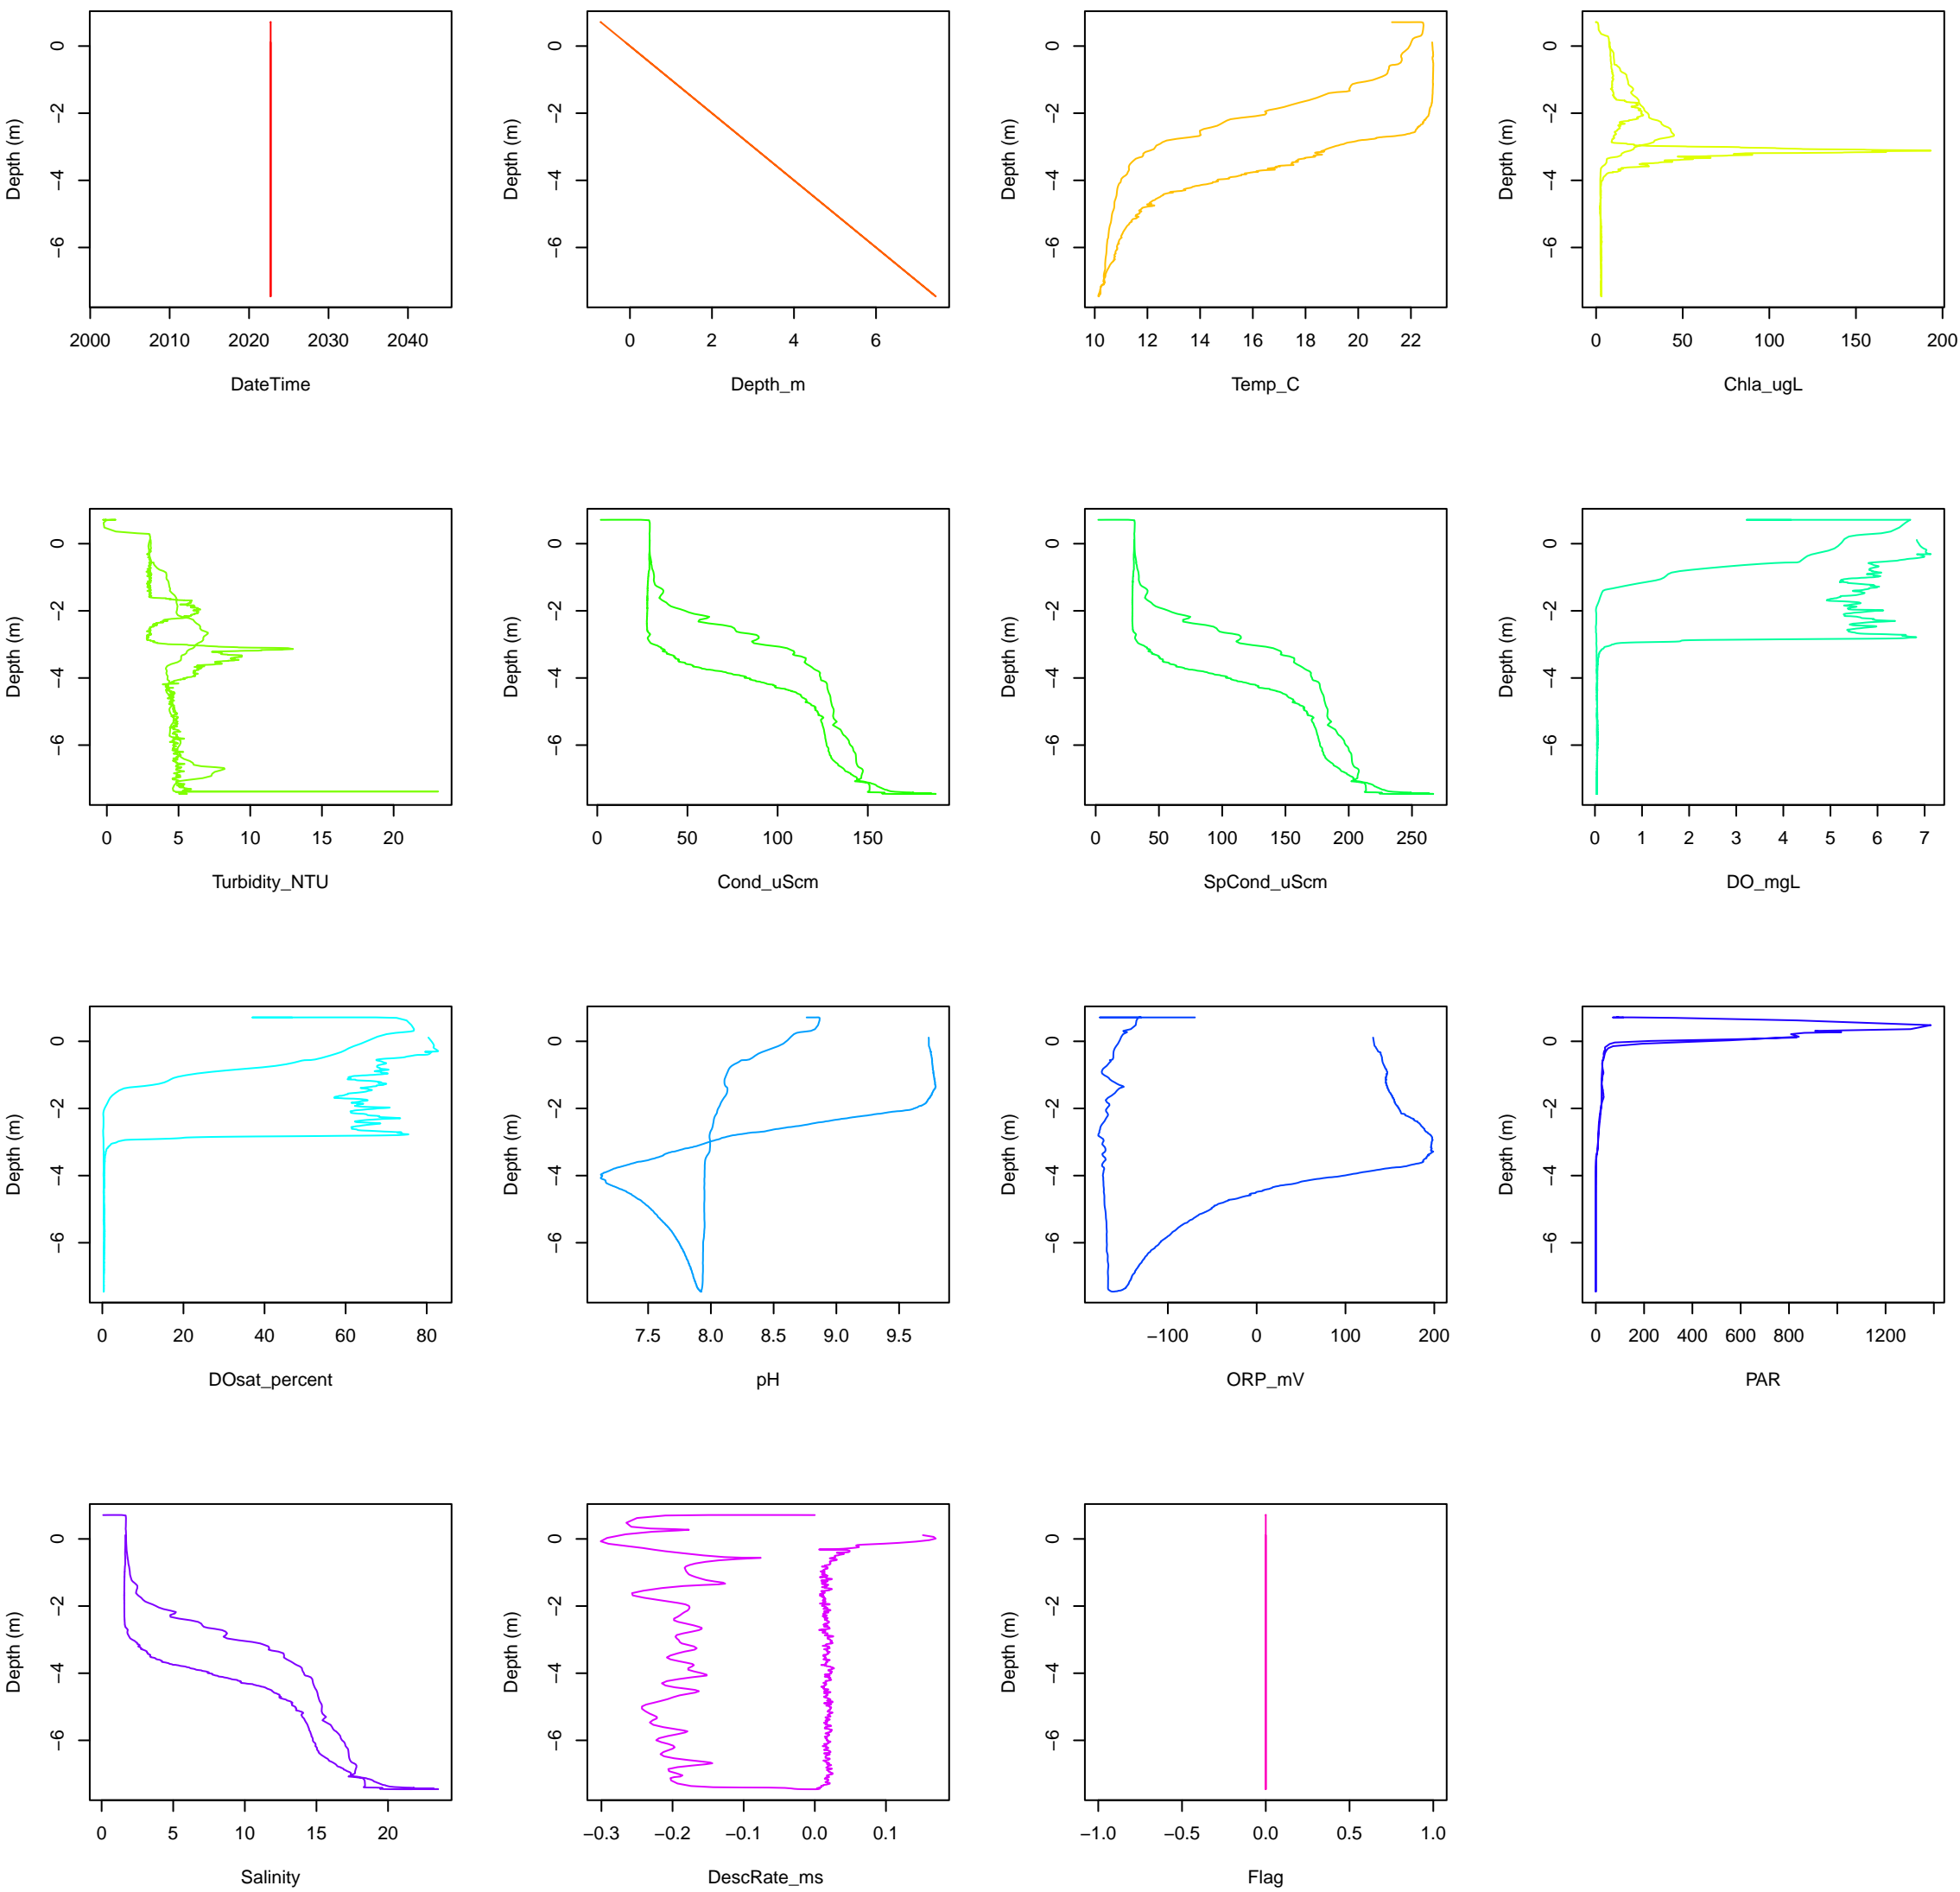 Depth (m)
0
−2
−4
−6
2000 2010 2020 2030 2040
DateTime
Depth (m)
0
−2
−4
−6
0 2 4 6
Depth_m
Depth (m)
0
−2
−4
−6
10 12 14 16 18 20 22
Temp_C
Depth (m)
0
−2
−4
−6
0 50 100 150 200
Chla_ugL
Depth (m)
0
−2
−4
−6
0 5 10 15 20
Turbidity_NTU
Depth (m)
0
−2
−4
−6
0 50 100 150
Cond_uScm
Depth (m)
0
−2
−4
−6
0 50 100 150 200 250
SpCond_uScm
Depth (m)
0
−2
−4
−6
0 1 2 3 4 5 6 7
DO_mgL
Depth (m)
0
−2
−4
−6
0 20 40 60 80
DOsat_percent
Depth (m)
0
−2
−4
−6
7.5 8.0 8.5 9.0 9.5
pH
Depth (m)
0
−2
−4
−6
−100 0 100 200
ORP_mV
Depth (m)
0
−2
−4
−6
0 200 400 600 800 1200
PAR
Depth (m)
0
−2
−4
−6
0 5 10 15 20
Salinity
Depth (m)
0
−2
−4
−6
−0.3 −0.2 −0.1 0.0 0.1
DescRate_ms
Depth (m)
0
−2
−4
−6
−1.0 −0.5 0.0 0.5 1.0
Flag